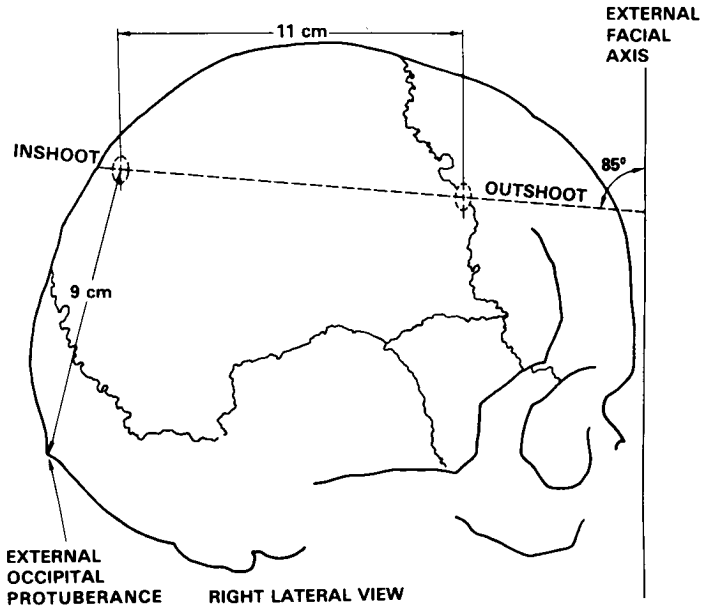 11 cm
EXTERNAL
FACIAL
AXIS
INSHOOT
85°
OUTSHOOT
9 cm
EXTERNAL
OCCIPITAL
PROTUBERANCE
RIGHT LATERAL VIEW